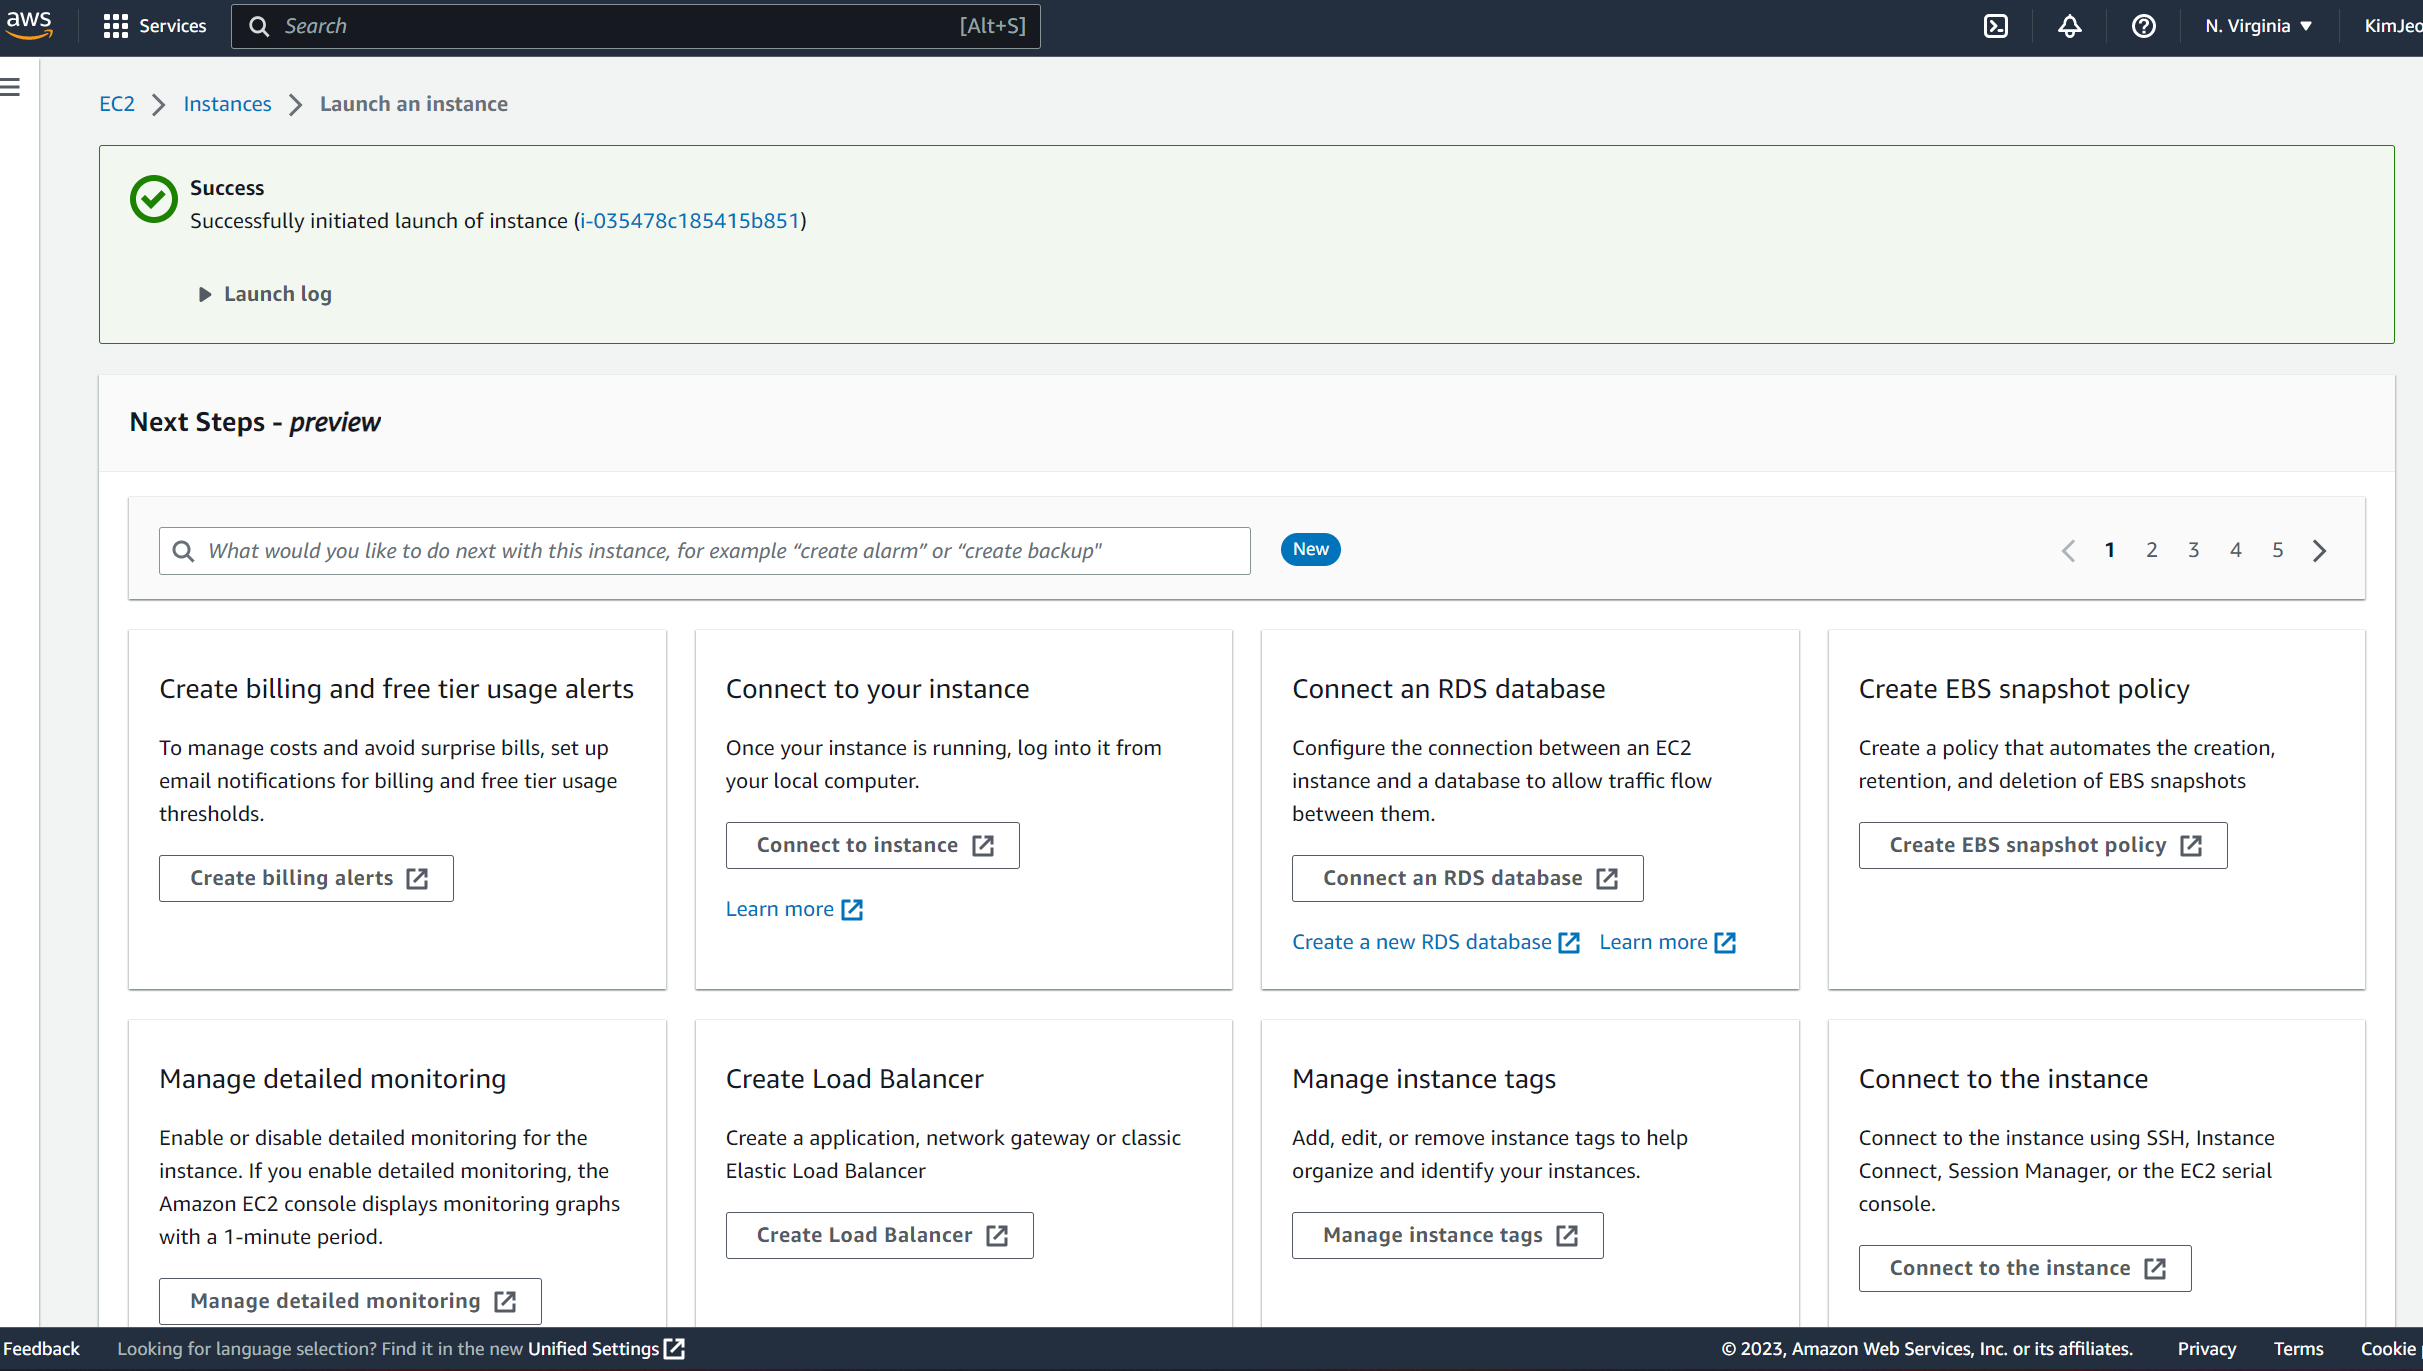 aws Services Search [Alt+S] N. Virginia KimJeo
EC2 Instances Launch an instance
Success
Successfully initiated launch of instance (i-035478c185415b851)
Launch log
Next Steps - preview
What would you like to do next with this instance, for example “create alarm” or “create backup" New 1 2 3 4 5
Create billing and free tier usage alerts
To manage costs and avoid surprise bills, set up
email notifications for billing and free tier usage
thresholds.
Create billing alerts
Connect to your instance
Once your instance is running, log into it from
your local computer.
Connect to instance
Learn more
Connect an RDS database
Configure the connection between an EC2
instance and a database to allow traffic flow
between them.
Connect an RDS database
Create a new RDS database Learn more
Create EBS snapshot policy
Create a policy that automates the creation,
retention, and deletion of EBS snapshots
Create EBS snapshot policy
Manage detailed monitoring
Enable or disable detailed monitoring for the
instance. If you enable detailed monitoring, the
Amazon EC2 console displays monitoring graphs
with a 1-minute period.
Manage detailed monitoring
Create Load Balancer
Create a application, network gateway or classic
Elastic Load Balancer
Create Load Balancer
Manage instance tags
Add, edit, or remove instance tags to help
organize and identify your instances.
Manage instance tags
Connect to the instance
Connect to the instance using SSH, Instance
Connect, Session Manager, or the EC2 serial
console.
Connect to the instance
Feedback Looking for language selection? Find it in the new Unified Settings © 2023, Amazon Web Services, Inc. or its affiliates. Privacy Terms Cookie